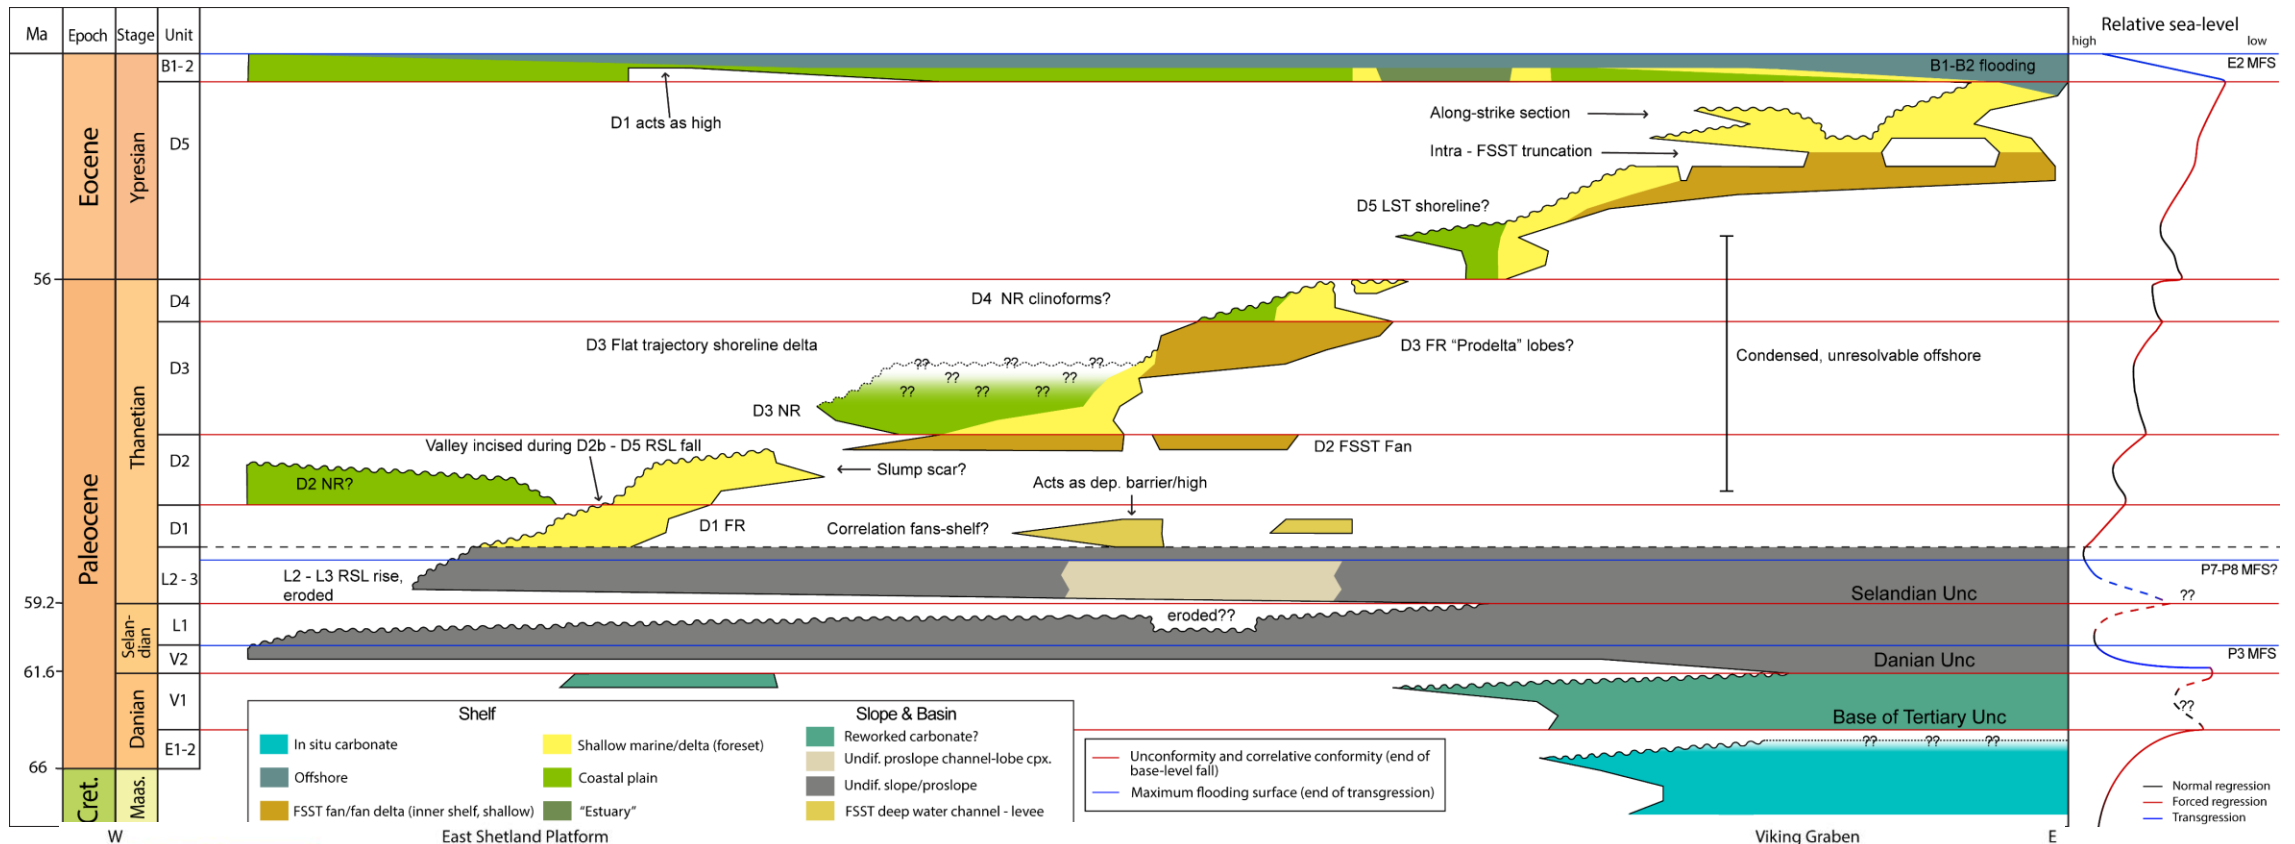 Ma
Epoch
Stage
Unit
Relative sea-level
high
low
B1-2
B1-B2 flooding
E2 MFS
D1 acts as high
Eocene
Ypresian
D5
Along-strike section
Intra - FSST truncation
D5 LST shoreline?
56
D4
D4 NR clinoforms?
D3 Flat trajectory shoreline delta
D3 FR “Prodelta” lobes?
Condensed, unresolvable offshore
D3
?? ?? ??
?? ??
?? ?? ??
D3 NR
Paleocene
Thanetian
Valley incised during D2b - D5 RSL fall
D2 FSST Fan
D2
Slump scar?
D2 NR?
Acts as dep. barrier/high
D1
D1 FR
Correlation fans-shelf?
L2 - 3
L2 - L3 RSL rise,
eroded
P7-P8 MFS?
Selandian Unc
??
59.2
Selan-
dian
L1
eroded??
V2
Danian Unc
P3 MFS
61.6
Danian
V1
Base of Tertiary Unc
??
E1-2
?? ?? ??
66
Cret.
Maas.
Shelf
Slope & Basin
In situ carbonate
Shallow marine/delta (foreset)
Reworked carbonate?
Undif. proslope channel-lobe cpx.
Offshore
Coastal plain
Undif. slope/proslope
FSST fan/fan delta (inner shelf, shallow)
“Estuary”
FSST deep water channel - levee
Unconformity and correlative conformity (end of
base-level fall)
Maximum flooding surface (end of transgression)
Normal regression
Forced regression
Transgression
W
East Shetland Platform
Viking Graben
E